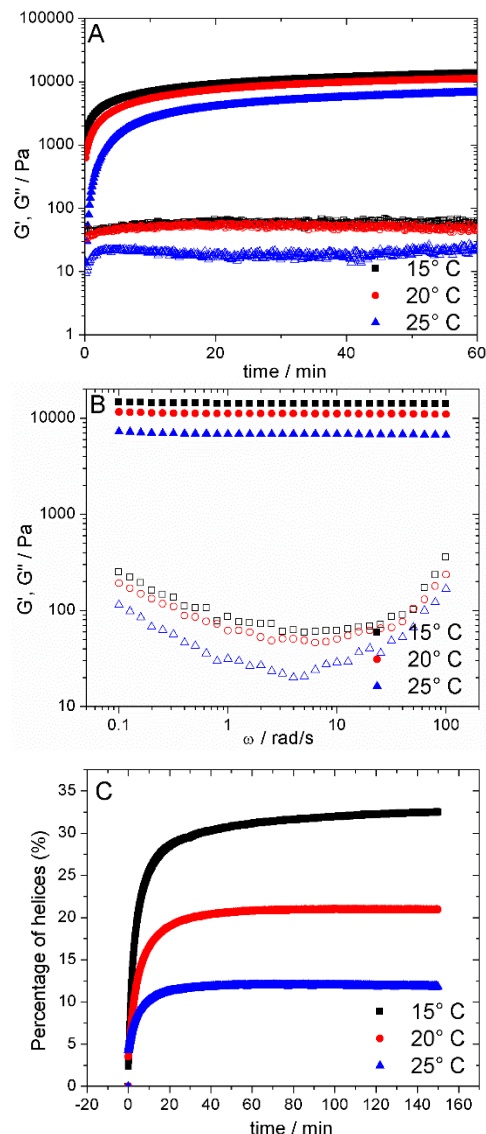 A
100000
10000
1000
100
10
1
G', G'' / Pa
15° C
20° C
25° C
0 20 40 60
time / min
B
10000
1000
100
10
G', G'' / Pa
15° C
20° C
25° C
0.1 1 10 100
ω / rad/s
C
35
30
25
20
15
10
5
0
Percentage of helices (%)
15° C
20° C
25° C
-20 0 20 40 60 80 100 120 140 160
time / min